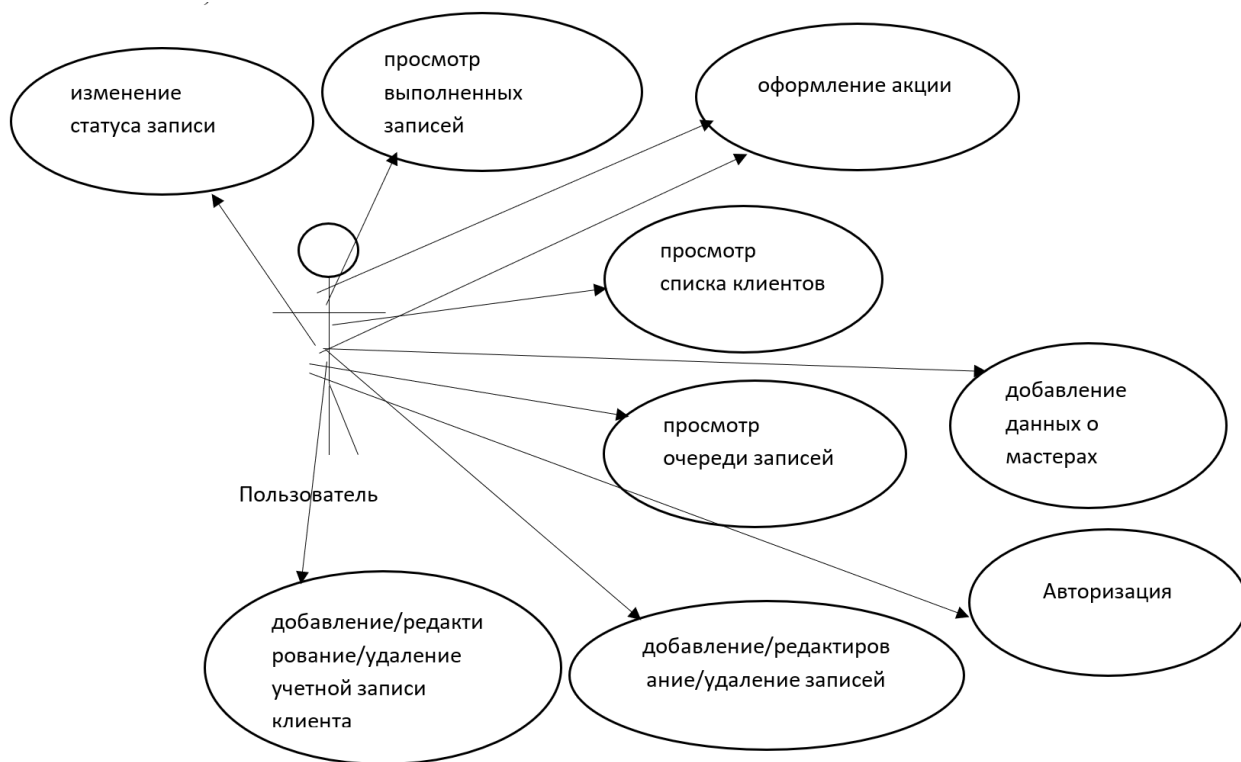 изменение
статуса записи
просмотр
выполненных
записей
оформление акции
просмотр
списка клиентов
добавление
данных о
мастерах
просмотр
очереди записей
Пользователь
Авторизация
добавление/редакти
рование/удаление
учетной записи
клиента
добавление/редактиров
ание/удаление записей